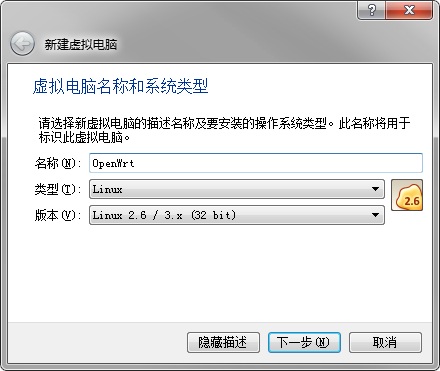 ?
新建虚拟电脑
虚拟电脑名称和系统类型
请选择新虚拟电脑的描述名称及要安装的操作系统类型。此名称将用于
标识此虚拟电脑。
名称(N): OpenWrt
类型(T): Linux
2.6
版本(V): Linux 2.6 / 3.x (32 bit)
隐藏描述 下一步(N) 取消